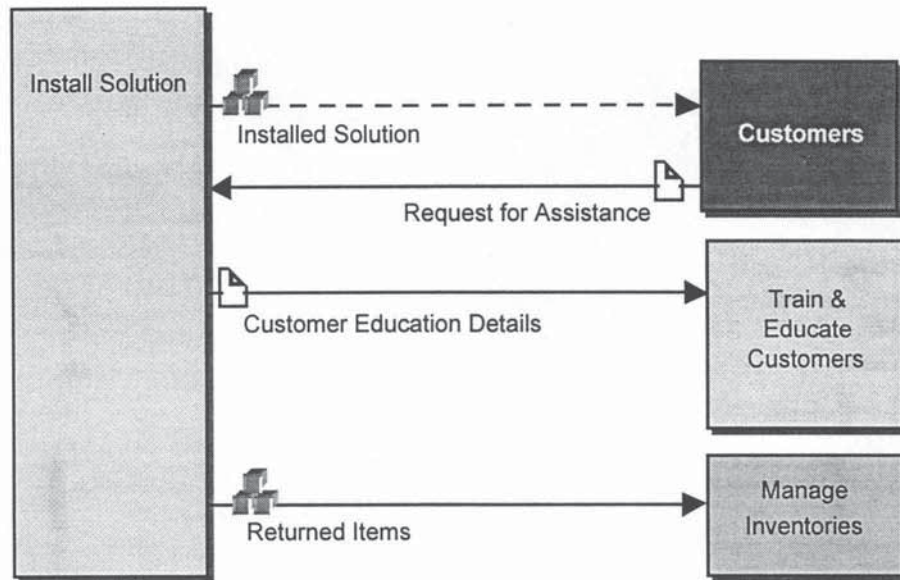 Install Solution
Installed Solution
Customers
Request for Assistance
Customer Education Details
Train &
Educate
Customers
Returned Items
Manage
Inventories